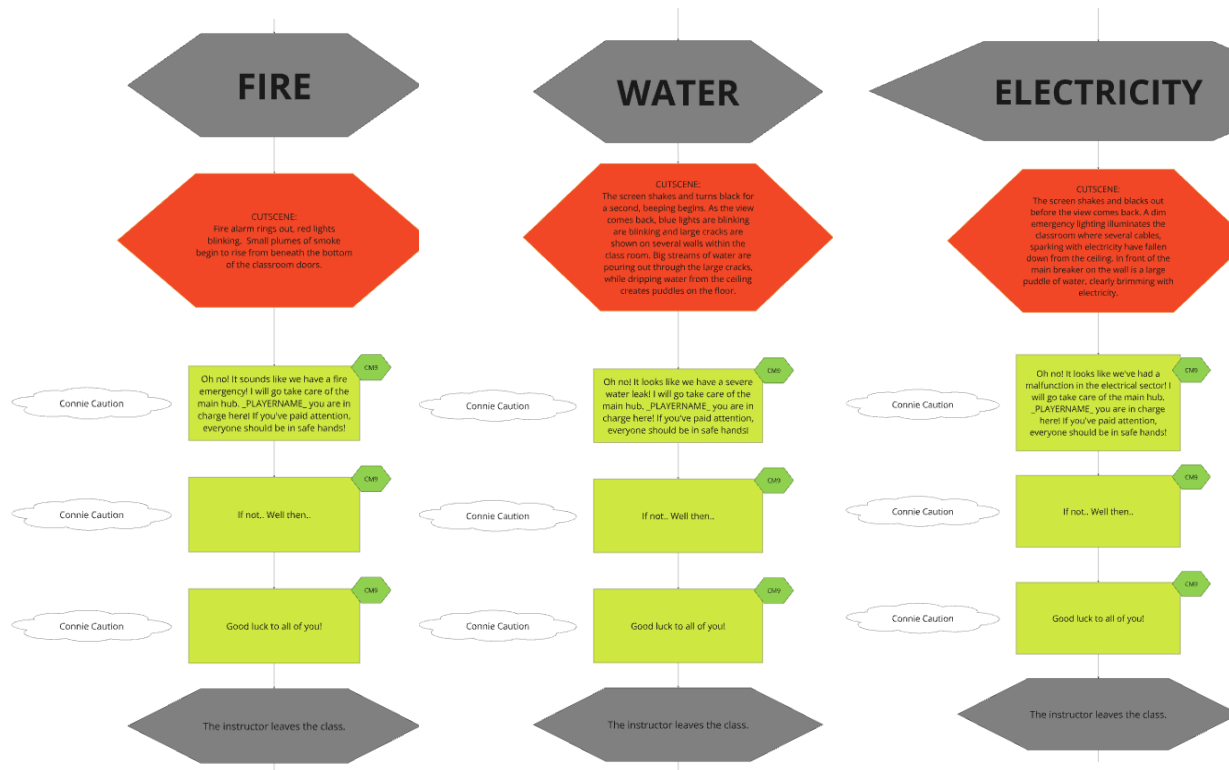 FIRE
CUTSCENE:
Fire alarm rings out, red lights
blinking. Small plumes of smoke
begin to rise from beneath the bottom
of the classroom doors.
CM9
Connie Caution
Oh no! It sounds like we have a fire
emergency! I will go take care of the
main hub. _PLAYERNAME_ you are in
charge here! If you've paid attention,
everyone should be in safe hands!
CM9
Connie Caution
If not.. Well then..
CM9
Connie Caution
Good luck to all of you!
The instructor leaves the class.
WATER
CUTSCENE:
The screen shakes and turns black for
a second, beeping begins. As the view
comes back, blue lights are blinking
are blinking and large cracks are
shown on several walls within the
class room. Big streams of water are
pouring out through the large cracks,
while dripping water from the ceiling
creates puddles on the floor.
CM9
Connie Caution
Oh no! It looks like we have a severe
water leak! I will go take care of the
main hub. _PLAYERNAME_ you are in
charge here! If you've paid attention,
everyone should be in safe hands!
CM9
Connie Caution
If not.. Well then..
CM9
Connie Caution
Good luck to all of you!
The instructor leaves the class.
ELECTRICITY
CUTSCENE:
The screen shakes and blacks out
before the view comes back. A dim
emergency lighting illuminates the
classroom where several cables,
sparking with electricity have fallen
down from the ceiling. In front of the
main breaker on the wall is a large
puddle of water, clearly brimming with
electricity.
CM9
Connie Caution
Oh no! It looks like we've had a
malfunction in the electrical sector! I
will go take care of the main hub.
_PLAYERNAME_ you are in charge
here! If you've paid attention,
everyone should be in safe hands!
CM9
Connie Caution
If not.. Well then..
CM9
Connie Caution
Good luck to all of you!
The instructor leaves the class.